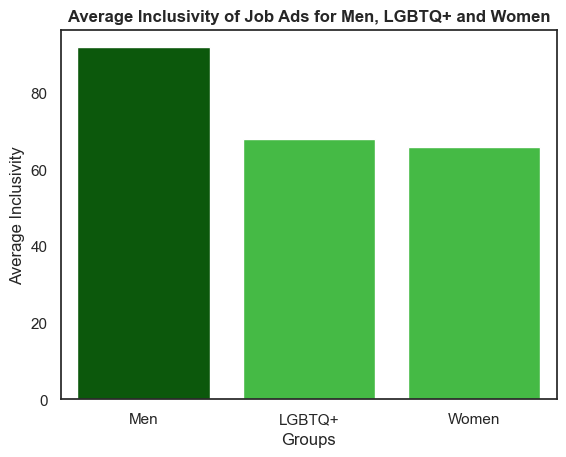 Average Inclusivity of Job Ads for Men, LGBTQ+ and Women
Average Inclusivity
80
60
40
20
0
Men
LGBTQ+
Women
Groups